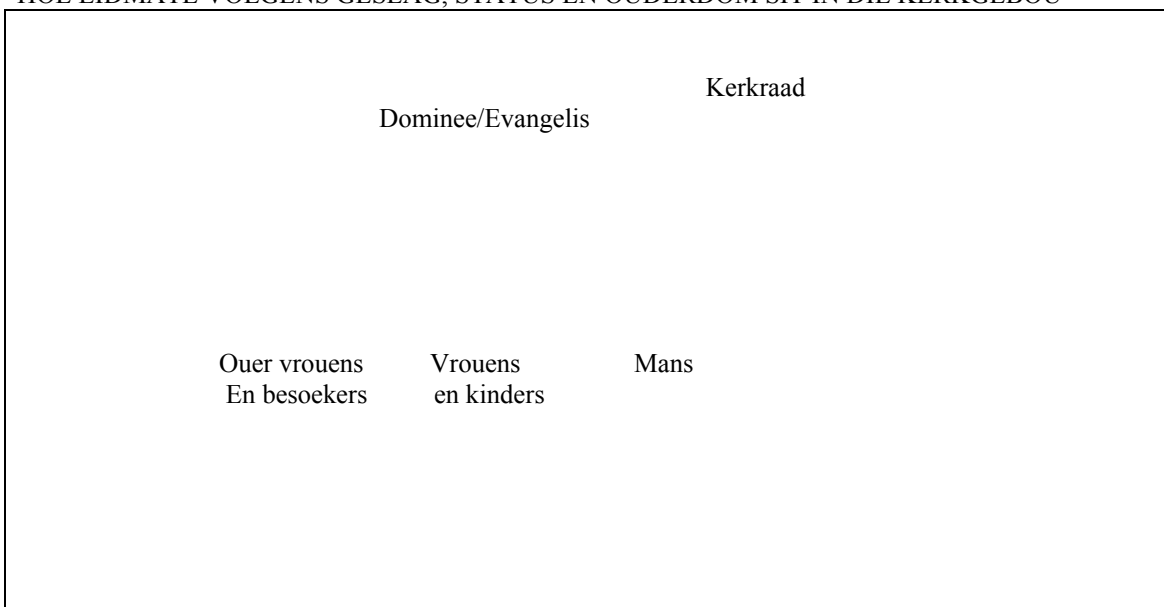 HOE LIDMATE VOLGENS GESLAG, STATUS EN OUDERDOM SIT IN DIE KERKGEBOU
Kerkraad
Dominee/Evangelis
Ouer vrouens Vrouens Mans
En besoekers en kinders